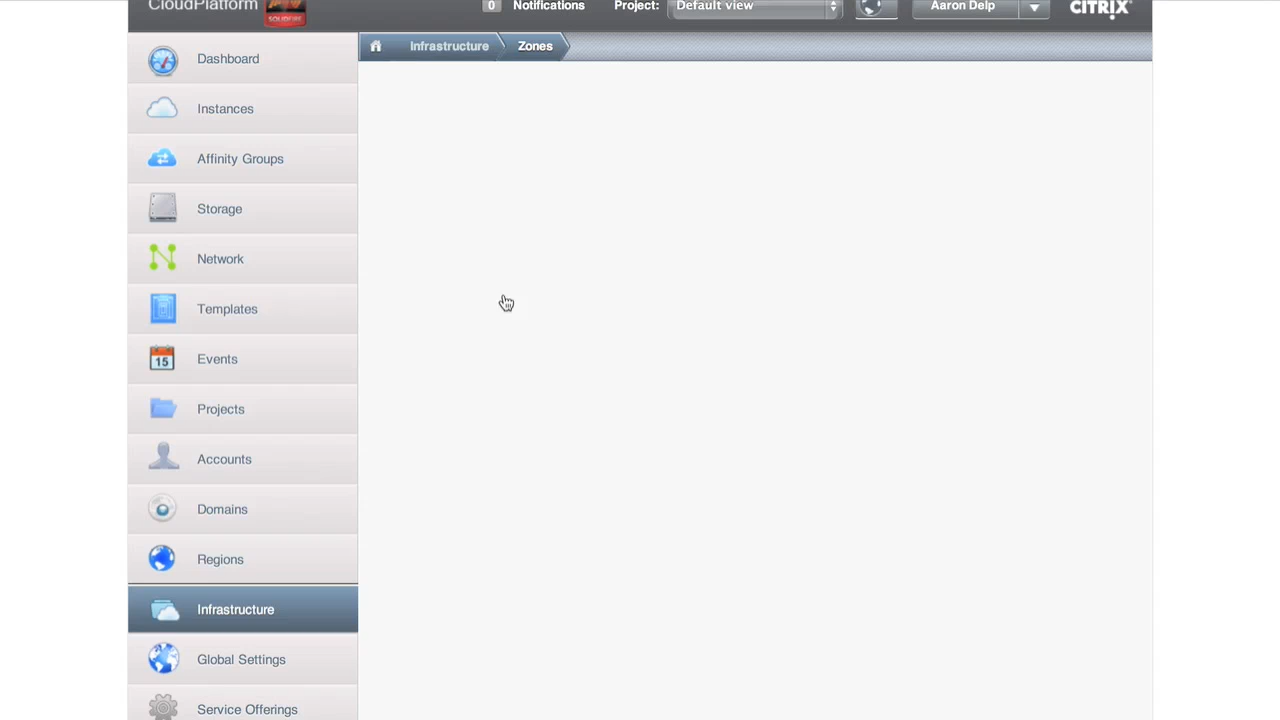 CloudPlatform
SOLIDFIRE
0 Notifications Project: Default view Aaron Delp CITRIX
Infrastructure Zones
Dashboard
Instances
Affinity Groups
Storage
Network
Templates
15 Events
Projects
Accounts
Domains
Regions
Infrastructure
Global Settings
Service Offerings